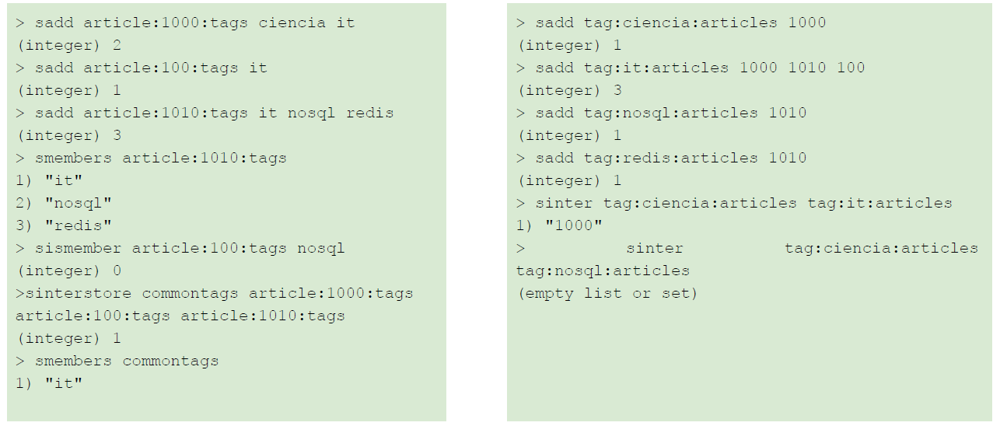 > sadd article:1000:tags ciencia it
(integer) 2
> sadd article:100:tags it
(integer) 1
> sadd article:1010:tags it nosql redis
(integer) 3
> smembers article:1010:tags
1) "it"
2) "nosql"
3) "redis"
> sismember article:100:tags nosql
(integer) 0
>sinterstore commontags article:1000:tags
article:100:tags article:1010:tags
(integer) 1
> smembers commontags
1) "it"
> sadd tag:ciencia:articles 1000
(integer) 1
> sadd tag:it:articles 1000 1010 100
(integer) 3
> sadd tag:nosql:articles 1010
(integer) 1
> sadd tag:redis:articles 1010
(integer) 1
> sinter tag:ciencia:articles tag:it:articles
1) "1000"
> sinter tag:ciencia:articles
tag:nosql:articles
(empty list or set)